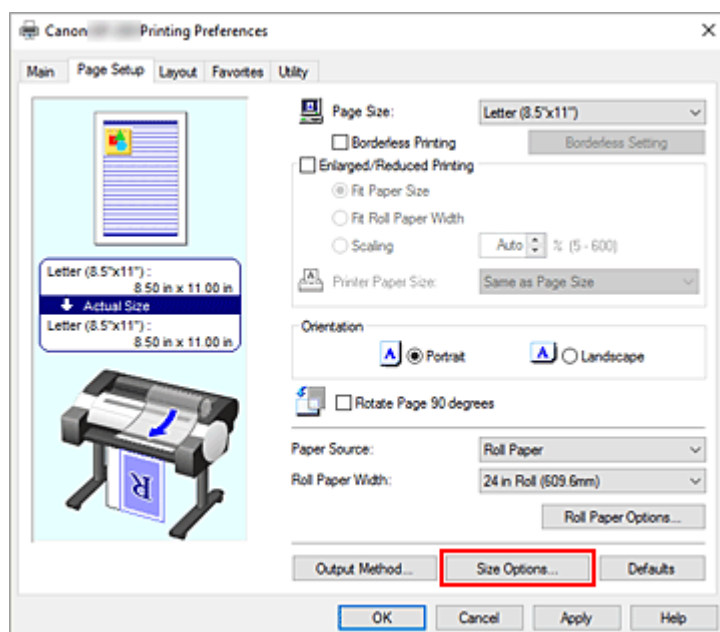 Canon Printing Preferences
Main Page Setup Layout Favorites Utility
Page Size: Letter (8.5"x11")
Borderless Printing Borderless Setting
Enlarged/Reduced Printing
Fit Paper Size
Fit Roll Paper Width
Scaling Auto % (5 - 600)
Printer Paper Size: Same as Page Size
Letter (8.5"x11") :
8.50 in x 11.00 in
Actual Size
Letter (8.5"x11") :
8.50 in x 11.00 in
Orientation
A Portrait A Landscape
Rotate Page 90 degrees
Paper Source: Roll Paper
Roll Paper Width: 24 in Roll (609.6mm)
Roll Paper Options...
R
Output Method... Size Options... Defaults
OK Cancel Apply Help